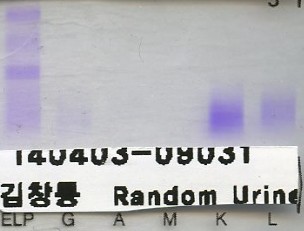 140403-09031
김창룡 Random Urine
ELP G A M K L